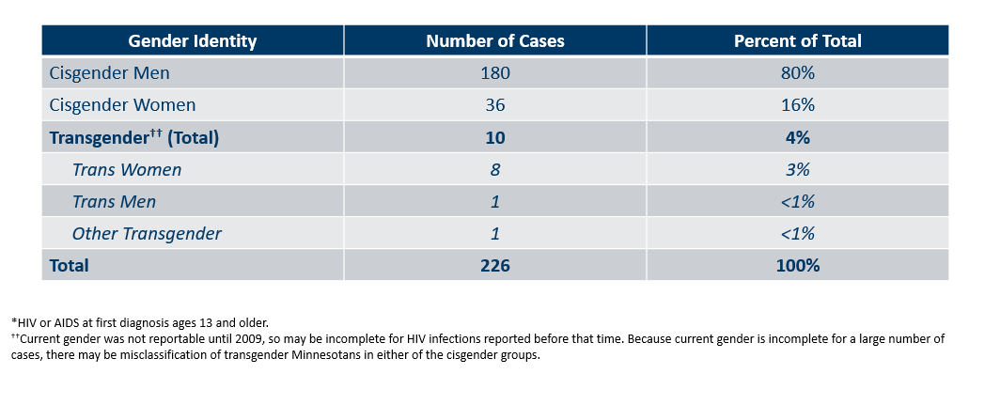 Gender Identity Number of Cases Percent of Total
Cisgender Men 180 80%
Cisgender Women 36 16%
Transgender†† (Total) 10 4%
Trans Women 8 3%
Trans Men 1 <1%
Other Transgender 1 <1%
Total 226 100%
*HIV or AIDS at first diagnosis ages 13 and older.
††Current gender was not reportable until 2009, so may be incomplete for HIV infections reported before that time. Because current gender is incomplete for a large number of
cases, there may be misclassification of transgender Minnesotans in either of the cisgender groups.